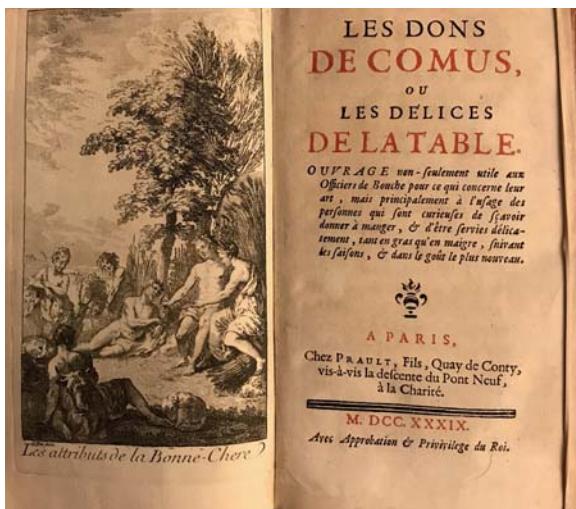 Les attributs de la Bonne-Chere
LES DONS
DE COMUS,
OU
LES DÉLICES
DE LA TABLE.
OUVRAGE non-seulement utile aux
Officiers de Bouche pour ce qui concerne leur
art, mais principalement à l'usage des
personnes qui sont curieuses de sçavoir
donner à manger, & d'être servies délica-
tement, tant en gras qu'en maigre, suivant
les saisons, & dans le goût le plus nouveau.
A PARIS,
Chez PRAULT, Fils, Quay de Conty,
vis-à-vis la descente du Pont Neuf,
à la Charité.
M. DCC. XXXIX.
Avec Approbation & Privilege du Roi.